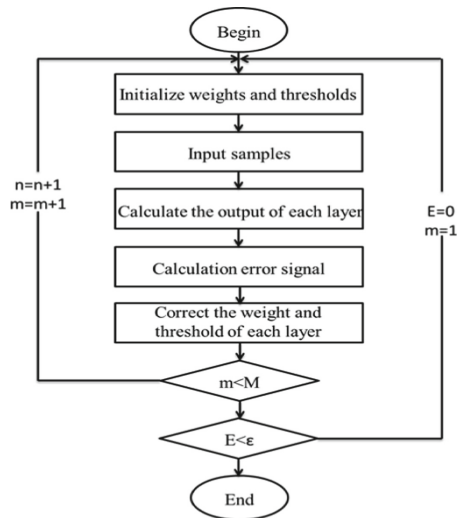 Begin
Initialize weights and thresholds
Input samples
n=n+1
m=m+1
Calculate the output of each layer
E=0
m=1
Calculation error signal
Correct the weight and
threshold of each layer
m<M
E<ε
End